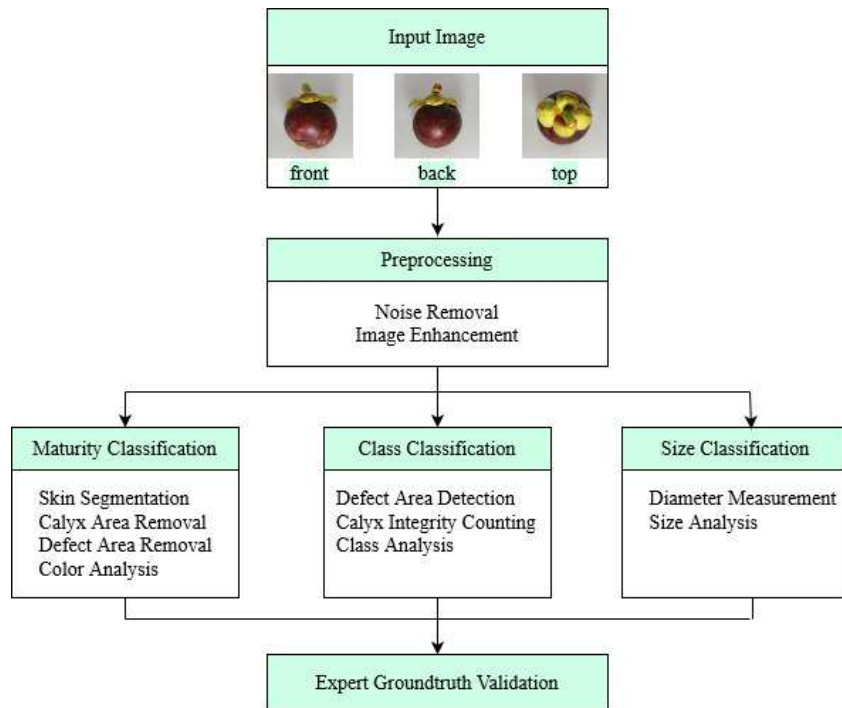 Input Image
front
back
top
Preprocessing
Noise Removal
Image Enhancement
Maturity Classification
Skin Segmentation
Calyx Area Removal
Defect Area Removal
Color Analysis
Class Classification
Defect Area Detection
Calyx Integrity Counting
Class Analysis
Size Classification
Diameter Measurement
Size Analysis
Expert Groundtruth Validation